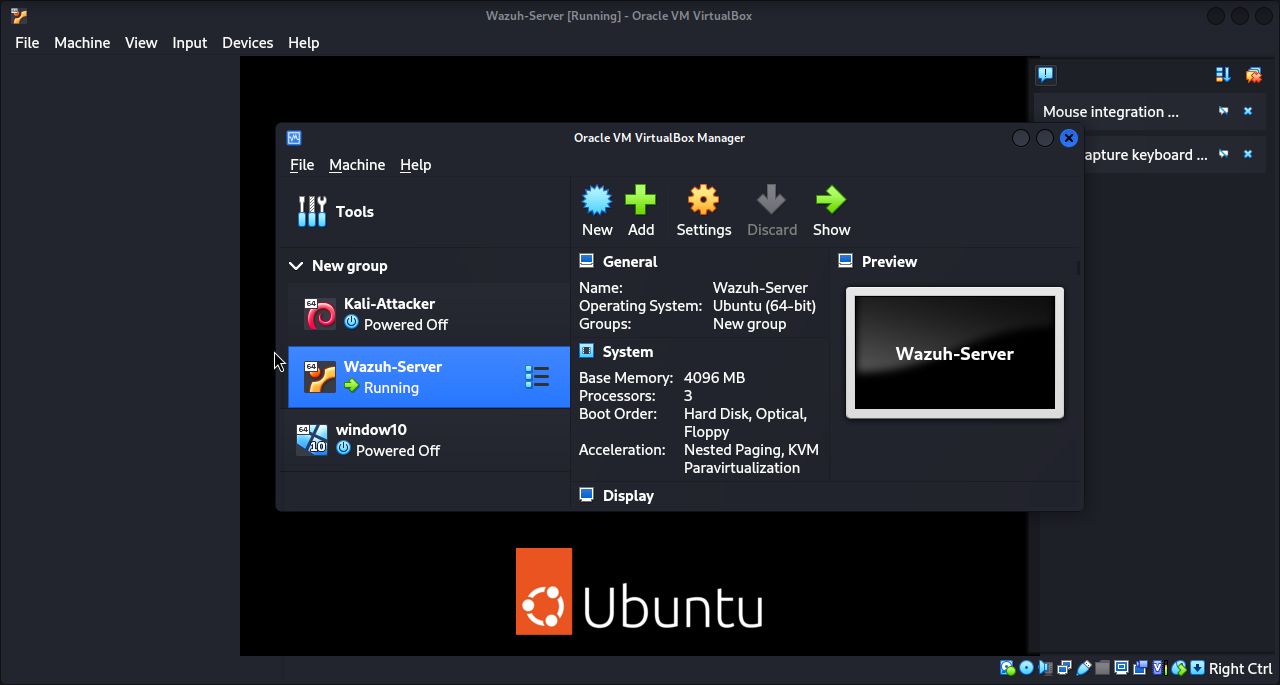 Wazuh-Server [Running] - Oracle VM VirtualBox
File Machine View Input Devices Help
Mouse integration ...
apture keyboard ...
Oracle VM VirtualBox Manager
File Machine Help
Tools
New Add Settings Discard Show
New group
64
Kali-Attacker
Powered Off
64
Wazuh-Server
Running
64
10
window10
Powered Off
General
Name: Wazuh-Server
Operating System: Ubuntu (64-bit)
Groups: New group
System
Base Memory: 4096 MB
Processors: 3
Boot Order: Hard Disk, Optical,
Floppy
Acceleration: Nested Paging, KVM
Paravirtualization
Display
Preview
Wazuh-Server
Ubuntu
Right Ctrl